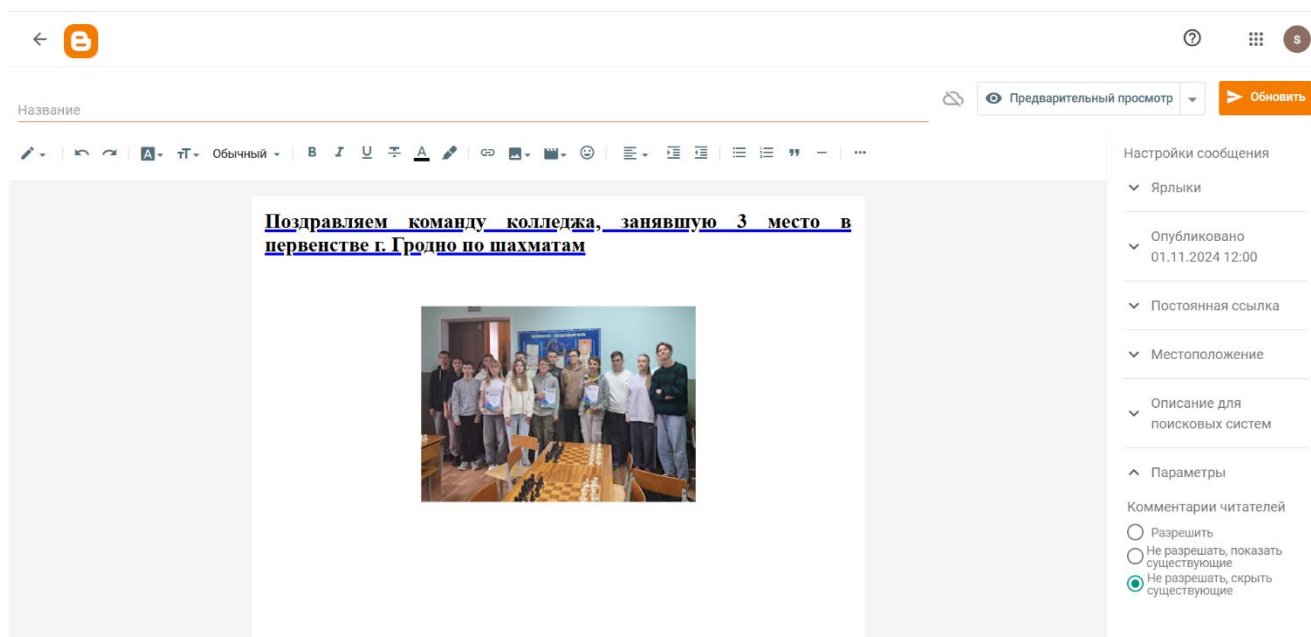 S
Название
Предварительный просмотр
Обновить
Обычный
B I U A
Настройки сообщения
Ярлыки
Опубликовано
01.11.2024 12:00
Постоянная ссылка
Местоположение
Описание для
поисковых систем
Параметры
Комментарии читателей
Разрешить
Не разрешать, показать
существующие
Не разрешать, скрыть
существующие
Поздравляем команду колледжа, занявшую 3 место в
первенстве г. Гродно по шахматам